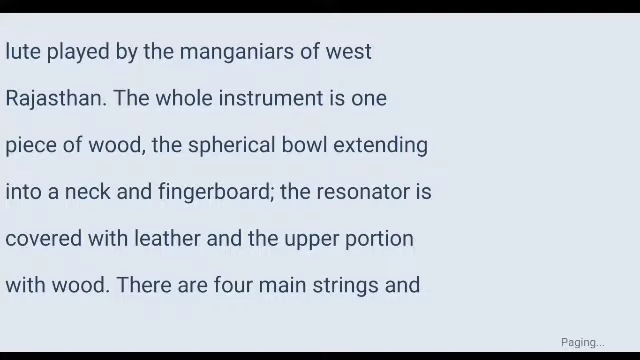 lute played by the manganiars of west
Rajasthan. The whole instrument is one
piece of wood, the spherical bowl extending
into a neck and fingerboard; the resonator is
covered with leather and the upper portion
with wood. There are four main strings and
Paging...